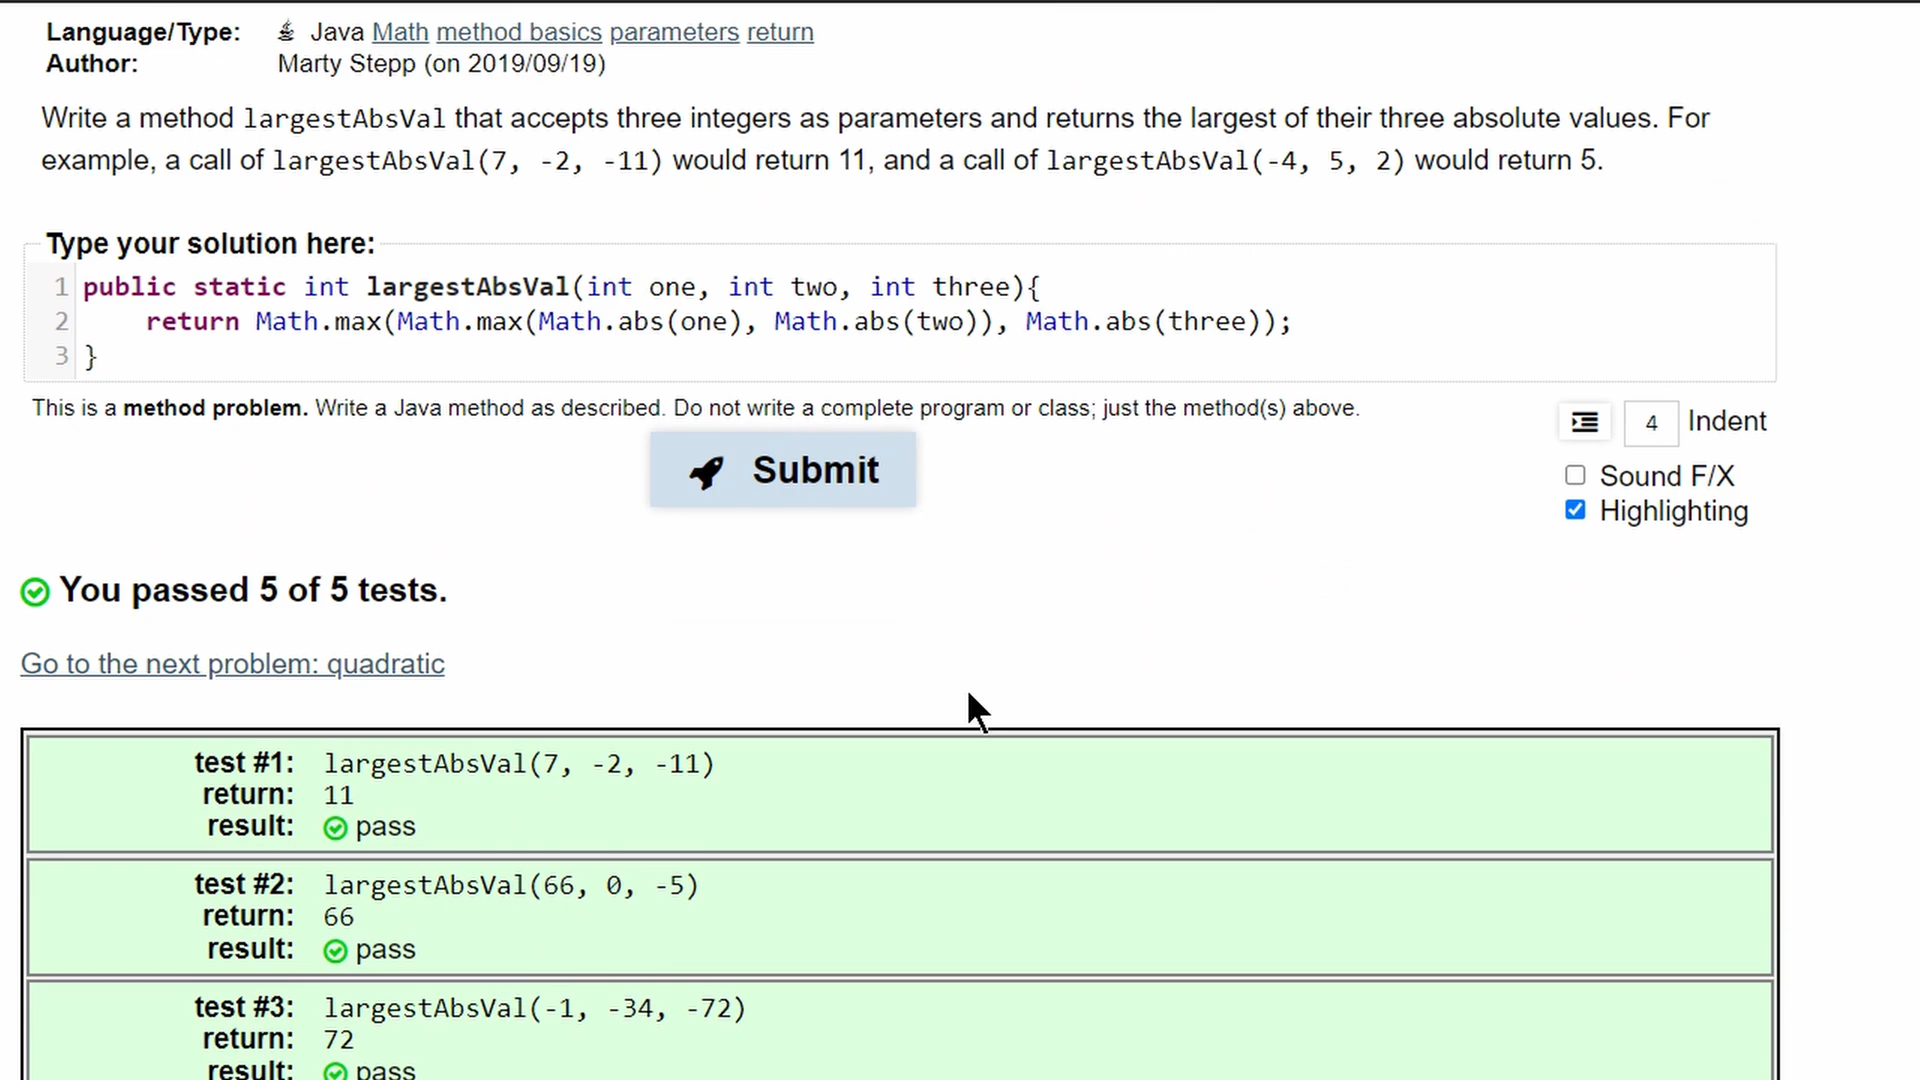 Language/Type: Java Math method basics parameters return
Author: Marty Stepp (on 2019/09/19)
Write a method largestAbsVal that accepts three integers as parameters and returns the largest of their three absolute values. For
example, a call of largestAbsVal(7, -2, -11) would return 11, and a call of largestAbsVal(-4, 5, 2) would return 5.
Type your solution here:
1 public static int largestAbsVal(int one, int two, int three){
2     return Math.max(Math.max(Math.abs(one), Math.abs(two)), Math.abs(three));
3 }
This is a method problem. Write a Java method as described. Do not write a complete program or class; just the method(s) above.
4 Indent
Submit
Sound F/X
Highlighting
You passed 5 of 5 tests.
Go to the next problem: quadratic
test #1: largestAbsVal(7, -2, -11)
return: 11
result: pass
test #2: largestAbsVal(66, 0, -5)
return: 66
result: pass
test #3: largestAbsVal(-1, -34, -72)
return: 72
result: pass